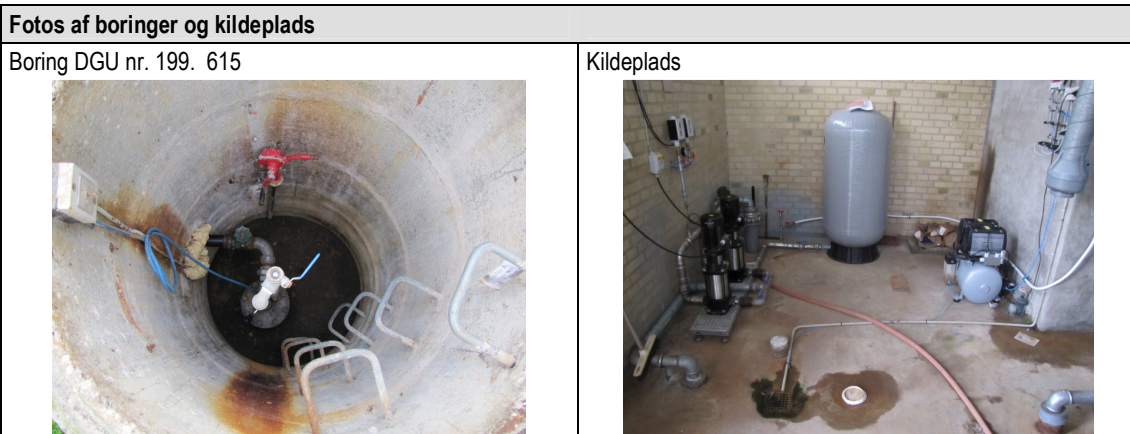 Fotos af boringer og kildeplads
Boring DGU nr. 199. 615
Kildeplads